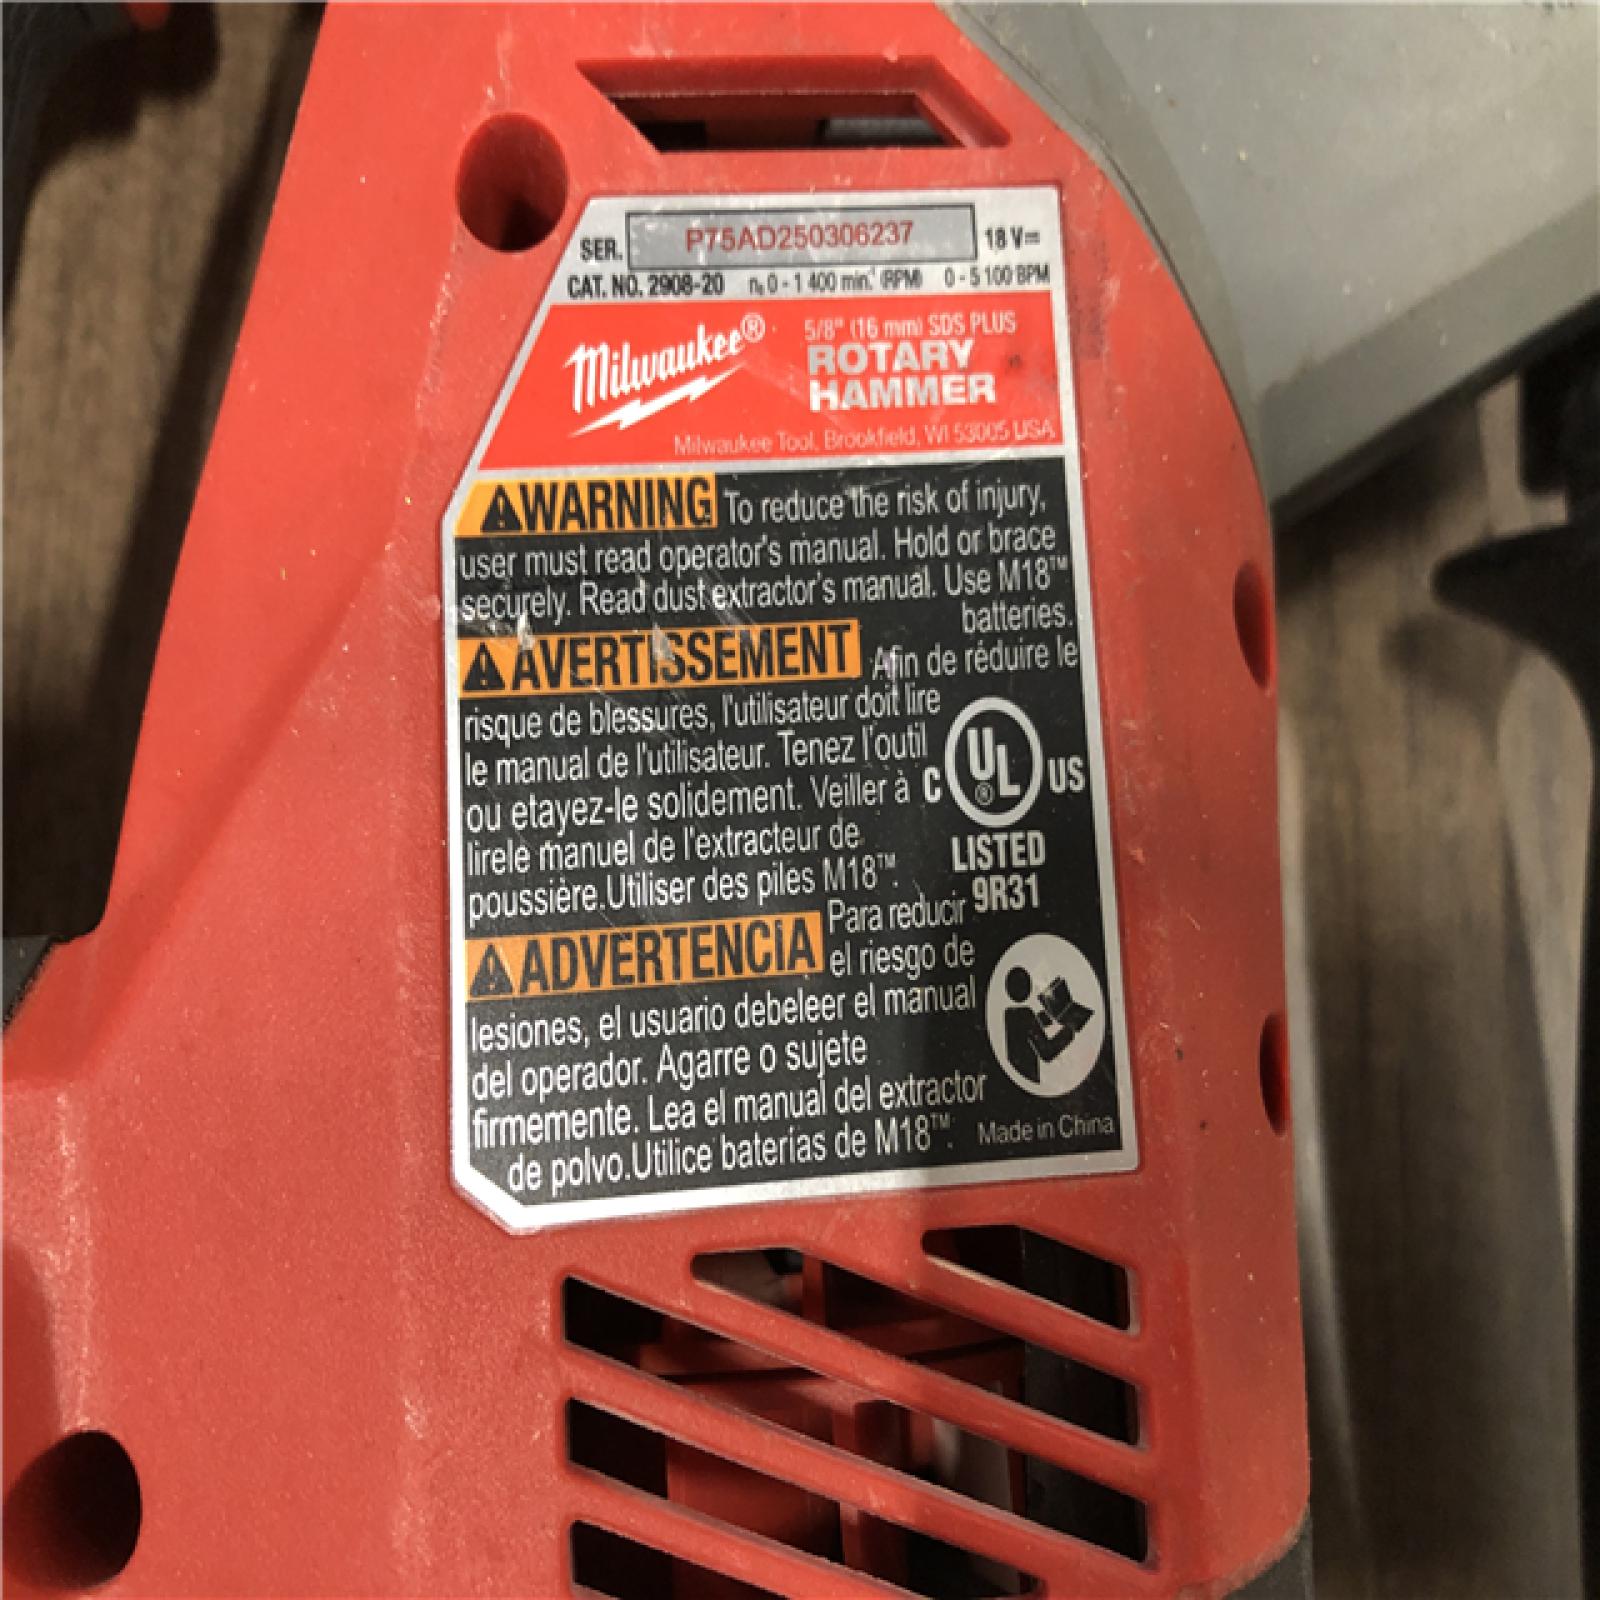 SER. P75AD250306237 18 V⎓
CAT. NO. 2908-20 n₀ 0 - 1 400 min.⁻¹ (RPM) 0 - 5 100 BPM
Milwaukee®
5/8" (16 mm) SDS PLUS
ROTARY
HAMMER
Milwaukee Tool, Brookfield, WI 53005 USA
⚠WARNING To reduce the risk of injury,
user must read operator's manual. Hold or brace
securely. Read dust extractor's manual. Use M18™
batteries.
⚠AVERTISSEMENT Afin de réduire le
risque de blessures, l'utilisateur doit lire
le manual de l'utilisateur. Tenez l'outil
ou etayez-le solidement. Veiller à
lirele manuel de l'extracteur de
poussière.Utiliser des piles M18™.
C UL ® US
LISTED
9R31
⚠ADVERTENCIA Para reducir
el riesgo de
lesiones, el usuario debeleer el manual
del operador. Agarre o sujete
firmemente. Lea el manual del extractor
de polvo.Utilice baterías de M18™.
Made in China